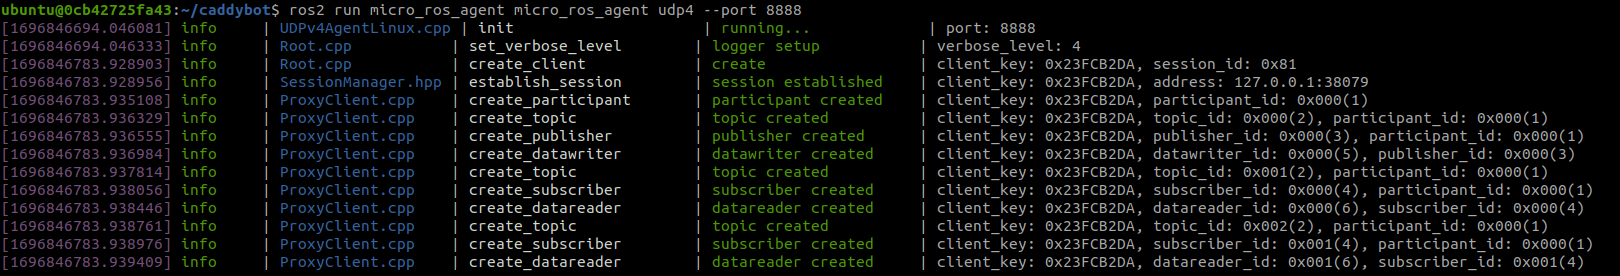 ubuntu@0cb42725fa43:~/caddybot$ ros2 run micro_ros_agent micro_ros_agent udp4 --port 8888
[1696846694.046081] info | UDPv4AgentLinux.cpp | init | running... | port: 8888
[1696846694.046333] info | Root.cpp | set_verbose_level | logger setup | verbose_level: 4
[1696846783.928903] info | Root.cpp | create_client | create | client_key: 0x23FCB2DA, session_id: 0x81
[1696846783.928956] info | SessionManager.hpp | establish_session | session established | client_key: 0x23FCB2DA, address: 127.0.0.1:38079
[1696846783.935108] info | ProxyClient.cpp | create_participant | participant created | client_key: 0x23FCB2DA, participant_id: 0x000(1)
[1696846783.936329] info | ProxyClient.cpp | create_topic | topic created | client_key: 0x23FCB2DA, topic_id: 0x000(2), participant_id: 0x000(1)
[1696846783.936555] info | ProxyClient.cpp | create_publisher | publisher created | client_key: 0x23FCB2DA, publisher_id: 0x000(3), participant_id: 0x000(1)
[1696846783.936984] info | ProxyClient.cpp | create_datawriter | datawriter created | client_key: 0x23FCB2DA, datawriter_id: 0x000(5), publisher_id: 0x000(3)
[1696846783.937814] info | ProxyClient.cpp | create_topic | topic created | client_key: 0x23FCB2DA, topic_id: 0x001(2), participant_id: 0x000(1)
[1696846783.938056] info | ProxyClient.cpp | create_subscriber | subscriber created | client_key: 0x23FCB2DA, subscriber_id: 0x000(4), participant_id: 0x000(1)
[1696846783.938446] info | ProxyClient.cpp | create_datareader | datareader created | client_key: 0x23FCB2DA, datareader_id: 0x000(6), subscriber_id: 0x000(4)
[1696846783.938761] info | ProxyClient.cpp | create_topic | topic created | client_key: 0x23FCB2DA, topic_id: 0x002(2), participant_id: 0x000(1)
[1696846783.938976] info | ProxyClient.cpp | create_subscriber | subscriber created | client_key: 0x23FCB2DA, subscriber_id: 0x001(4), participant_id: 0x000(1)
[1696846783.939409] info | ProxyClient.cpp | create_datareader | datareader created | client_key: 0x23FCB2DA, datareader_id: 0x001(6), subscriber_id: 0x001(4)